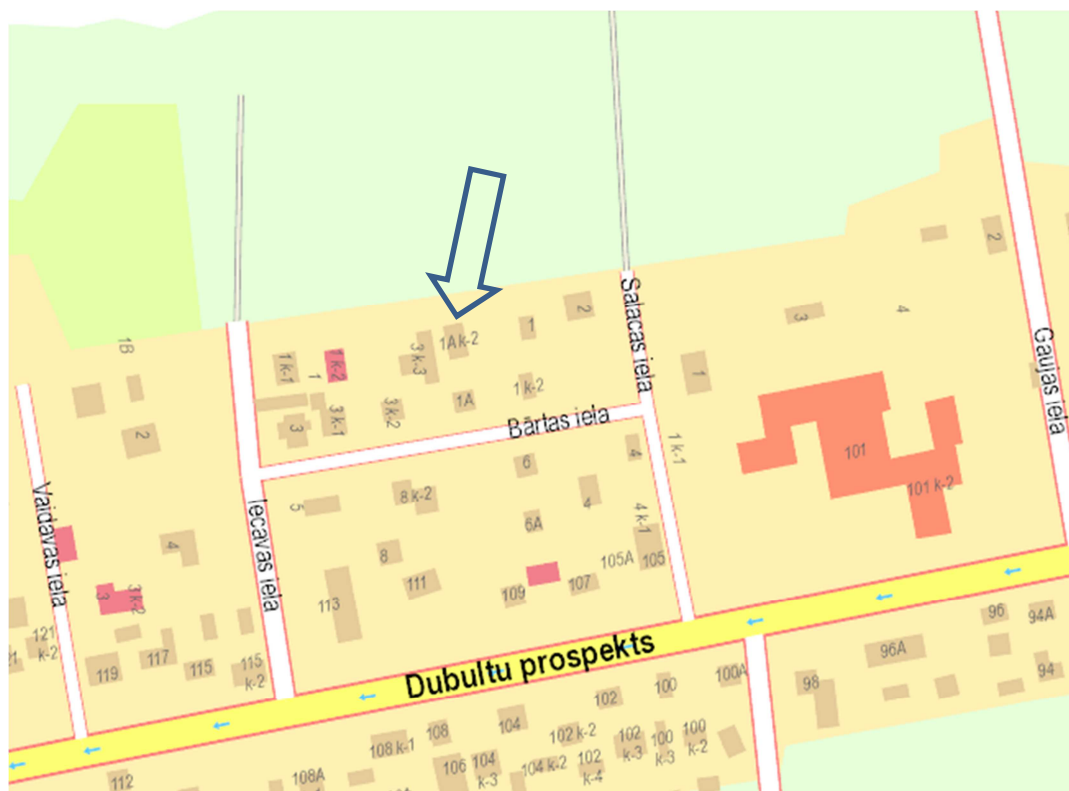 1B
2
Vaidavas iela
4
3
3 k-2
121
k-2
21
119
117
115
115
k-2
Iecavas iela
1 k-1
1
1 k-2
3
3 k-1
3 k-2
3 k-3
1A k-2
1A
1
1 k-2
2
Bārtas iela
Salacas iela
5
8 k-2
8
111
113
6
6A
4
4
4 k-1
109
107
105A
105
1
1 k-1
3
4
2
101
101 k-2
Gaujas iela
Dubultu prospekts
112
108A
108 k-1
108
106
104
104
k-3
104 k-2
102 k-2
102
102
k-4
102
k-3
100
100
k-3
100
k-2
100A
98
96A
96
94A
94